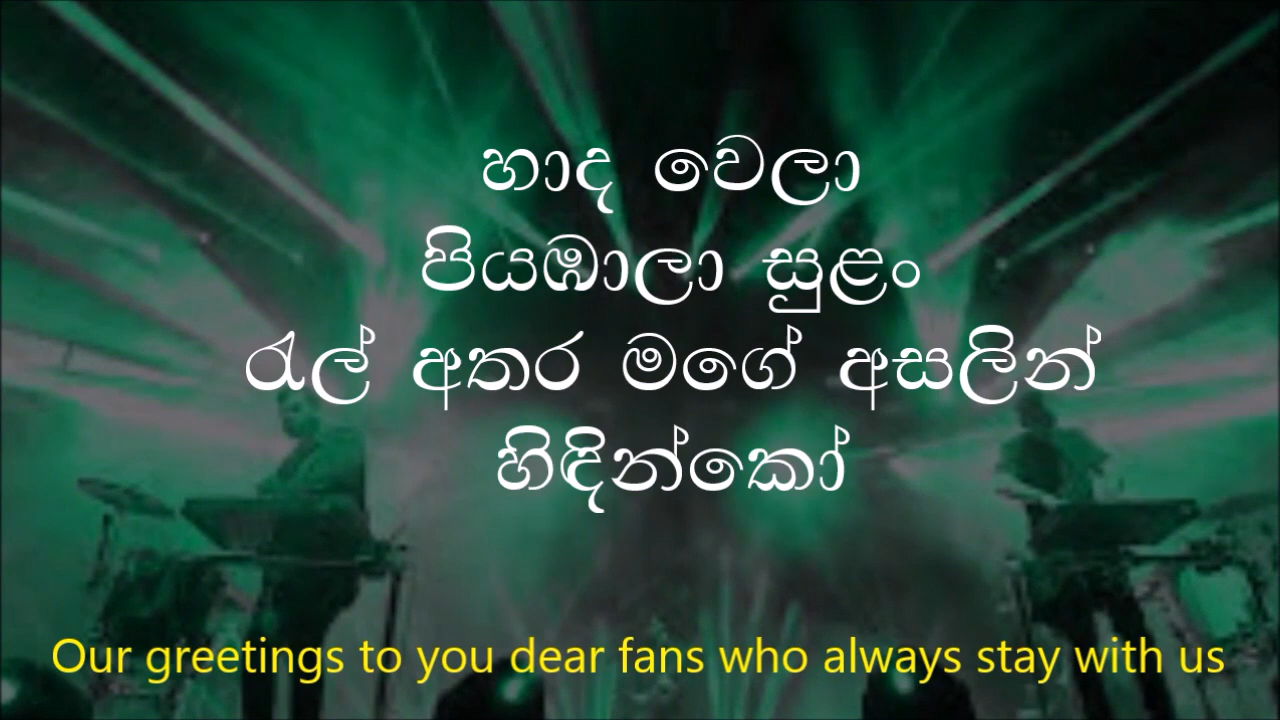 හාද වෙලා
පියඹාලා සුළං
රැල් අතර මගේ අසලින්
හිඳින්කෝ
Our greetings to you dear fans who always stay with us